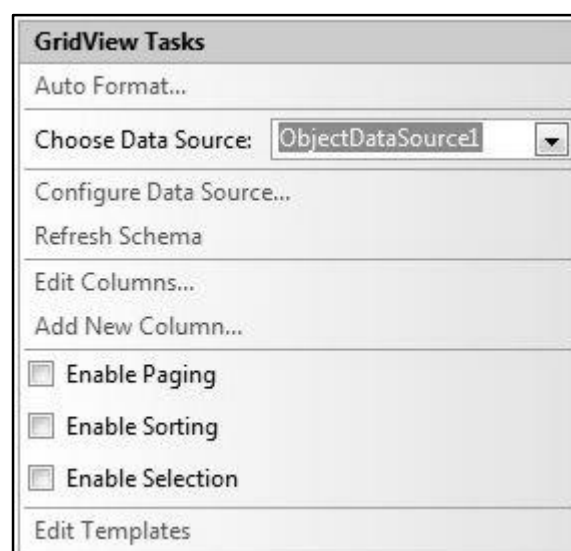 GridView Tasks
Auto Format...
Choose Data Source: ObjectDataSource1
Configure Data Source...
Refresh Schema
Edit Columns...
Add New Column...
Enable Paging
Enable Sorting
Enable Selection
Edit Templates